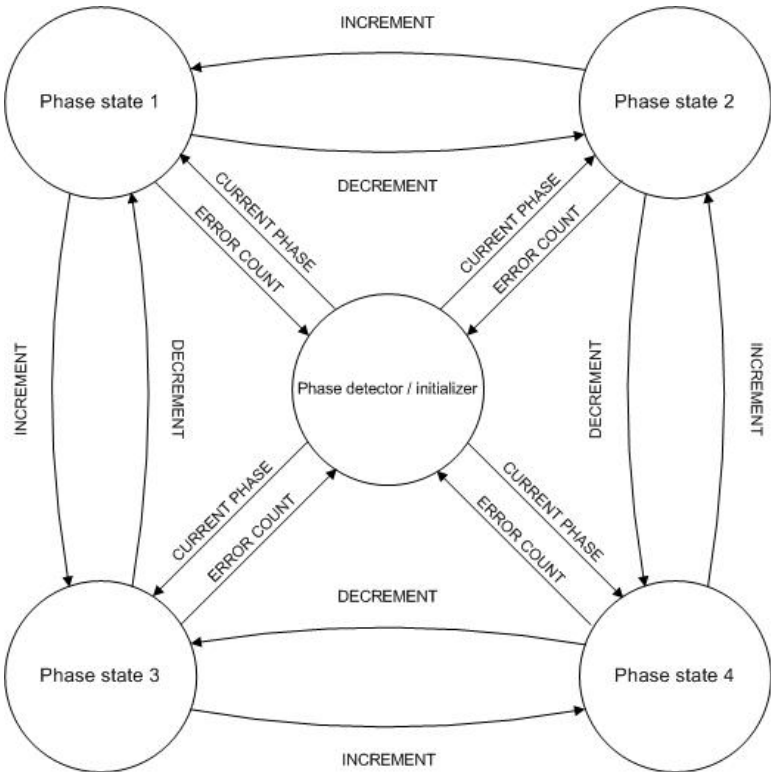 INCREMENT
Phase state 1
Phase state 2
DECREMENT
CURRENT PHASE
ERROR COUNT
CURRENT PHASE
ERROR COUNT
INCREMENT
DECREMENT
Phase detector / initializer
DECREMENT
INCREMENT
CURRENT PHASE
ERROR COUNT
CURRENT PHASE
ERROR COUNT
DECREMENT
Phase state 3
Phase state 4
INCREMENT